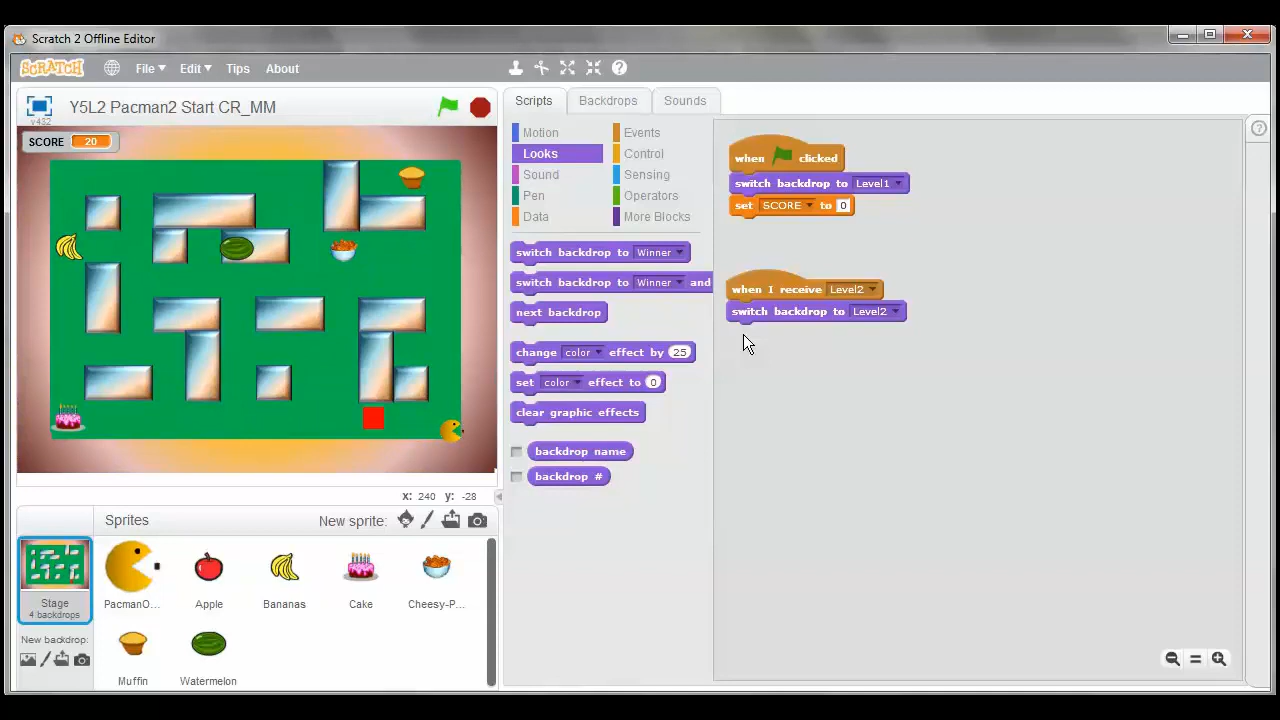 Scratch 2 Offline Editor
SCRATCH File Edit Tips About
v432 Y5L2 Pacman2 Start CR_MM
Scripts Backdrops Sounds
SCORE 20
Motion Events
Looks Control
Sound Sensing
Pen Operators
Data More Blocks
switch backdrop to Winner
switch backdrop to Winner and
next backdrop
change color effect by 25
set color effect to 0
clear graphic effects
backdrop name
backdrop #
when clicked
switch backdrop to Level1
set SCORE to 0
when I receive Level2
switch backdrop to Level2
x: 240 y: -28
Sprites New sprite:
Stage
4 backdrops
New backdrop:
PacmanO... Apple Bananas Cake Cheesy-P...
Muffin Watermelon